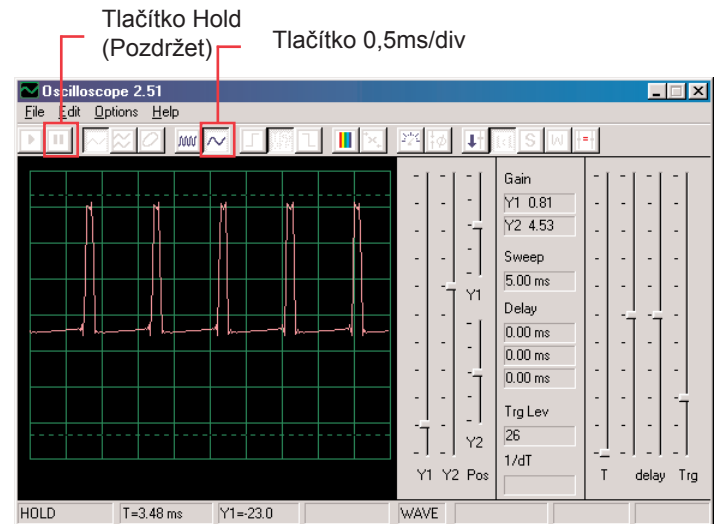 Tlačítko Hold
(Pozdržet)
Tlačítko 0,5ms/div
Oscilloscope 2.51
File Edit Options Help
S W
Gain
Y1 0.81
Y2 4.53
Sweep
5.00 ms
Delay
0.00 ms
0.00 ms
0.00 ms
Trg Lev
26
1/dT
Y1
Y2
Y1 Y2 Pos
T delay Trg
HOLD T=3.48 ms Y1=-23.0 WAVE